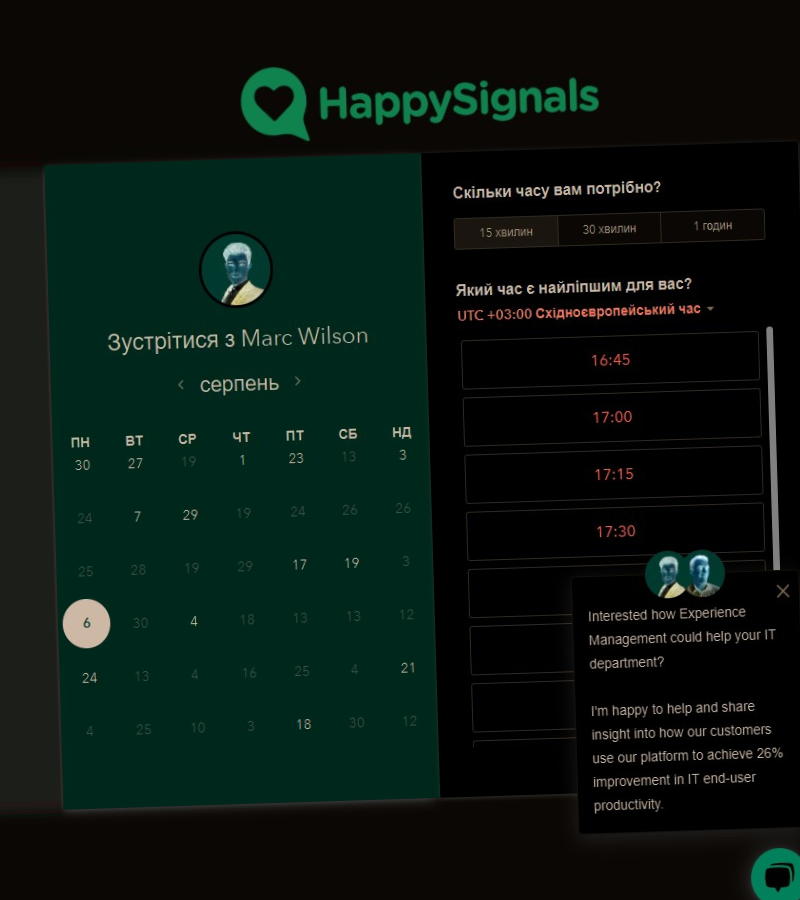 HappySignals
Зустрітися з Marc Wilson
серпень
ПН ВТ СР ЧТ ПТ СБ НД
30 27 19 1 23 13 3
24 7 29 19 24 26 26
25 28 19 29 17 19 3
6 30 4 18 13 13 12
24 13 4 16 25 4 21
4 25 10 3 18 30 12
Скільки часу вам потрібно?
15 хвилин 30 хвилин 1 годин
Який час є найліпшим для вас?
UTC +03:00 Східноєвропейський час
16:45
17:00
17:15
17:30
Interested how Experience
Management could help your IT
department?
I'm happy to help and share
insight into how our customers
use our platform to achieve 26%
improvement in IT end-user
productivity.